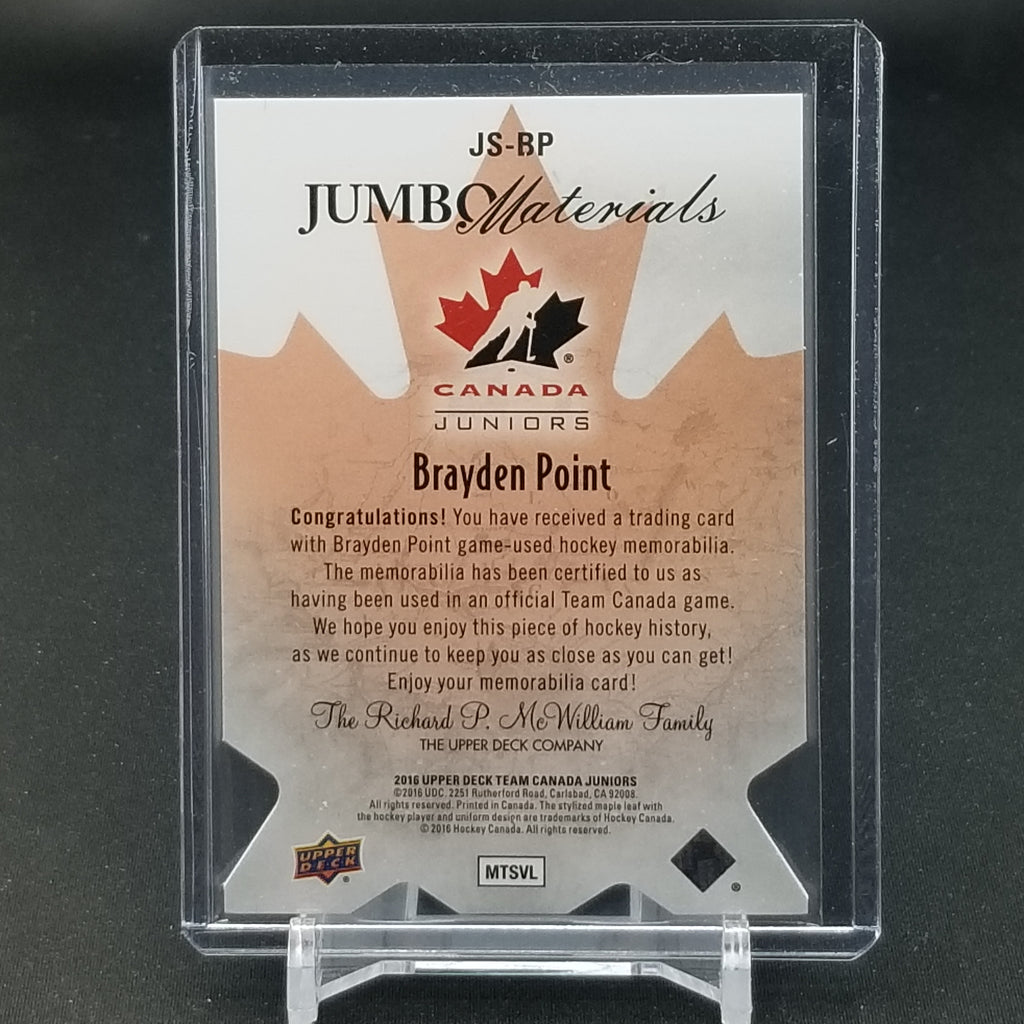 JS-BP
JUMBO Materials
®
CANADA
JUNIORS
Brayden Point
Congratulations! You have received a trading card
with Brayden Point game-used hockey memorabilia.
The memorabilia has been certified to us as
having been used in an official Team Canada game.
We hope you enjoy this piece of hockey history,
as we continue to keep you as close as you can get!
Enjoy your memorabilia card!
The Richard P. McWilliam Family
THE UPPER DECK COMPANY
2016 UPPER DECK TEAM CANADA JUNIORS
©2016 UDC. 2251 Rutherford Road, Carlsbad, CA 92008.
All rights reserved. Printed in Canada. The stylized maple leaf with
the hockey player and uniform design are trademarks of Hockey Canada.
© 2016 Hockey Canada. All rights reserved.
UPPER
DECK
®
MTSVL
®